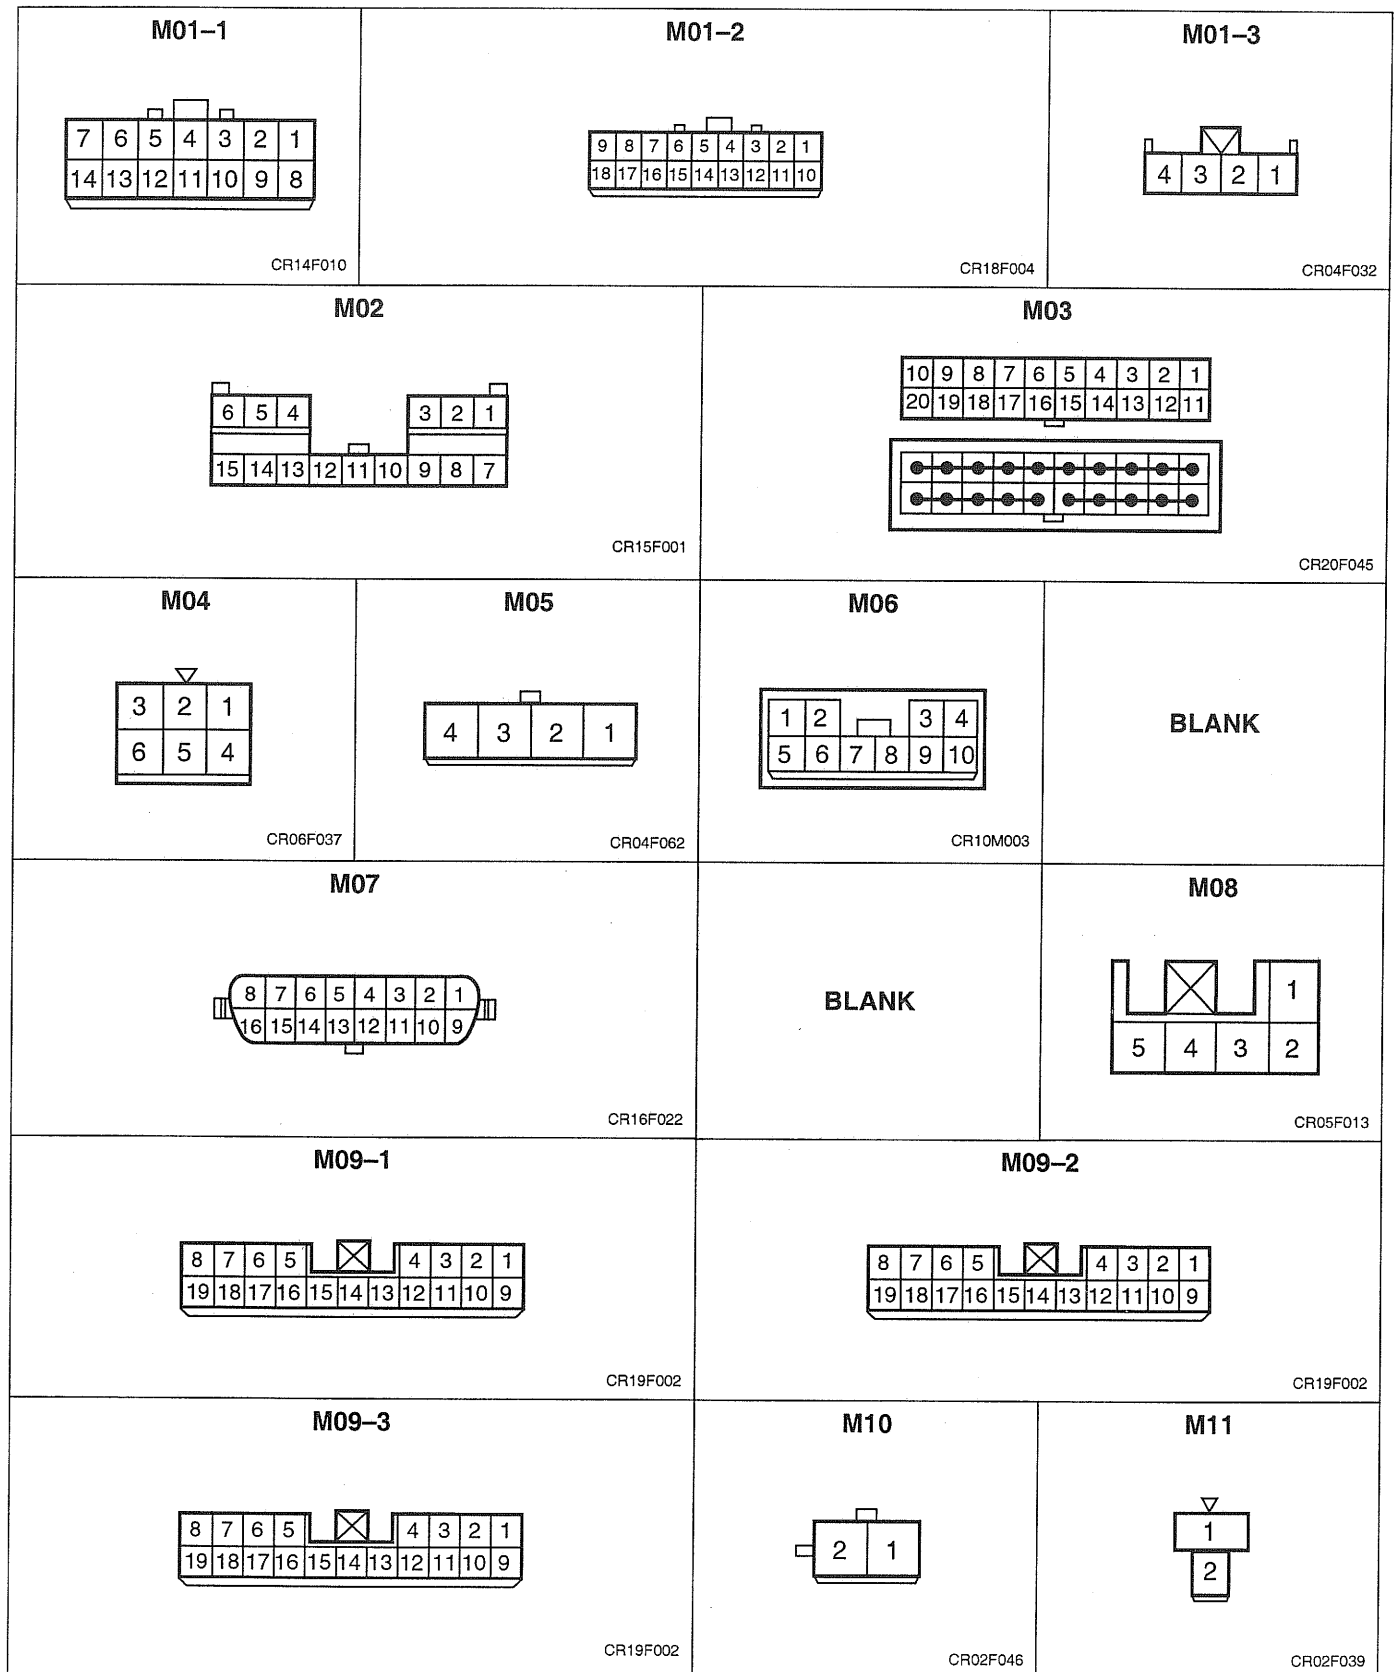 M01–1
7 6 5 4 3 2 1
14 13 12 11 10 9 8
CR14F010
M01–2
9 8 7 6 5 4 3 2 1
18 17 16 15 14 13 12 11 10
CR18F004
M01–3
4 3 2 1
CR04F032
M02
6 5 4 3 2 1
15 14 13 12 11 10 9 8 7
CR15F001
M03
10 9 8 7 6 5 4 3 2 1
20 19 18 17 16 15 14 13 12 11
CR20F045
M04
3 2 1
6 5 4
CR06F037
M05
4 3 2 1
CR04F062
M06
1 2 3 4
5 6 7 8 9 10
CR10M003
BLANK
M07
8 7 6 5 4 3 2 1
16 15 14 13 12 11 10 9
CR16F022
BLANK
M08
1
5 4 3 2
CR05F013
M09–1
8 7 6 5 4 3 2 1
19 18 17 16 15 14 13 12 11 10 9
CR19F002
M09–2
8 7 6 5 4 3 2 1
19 18 17 16 15 14 13 12 11 10 9
CR19F002
M09–3
8 7 6 5 4 3 2 1
19 18 17 16 15 14 13 12 11 10 9
CR19F002
M10
2 1
CR02F046
M11
1
2
CR02F039